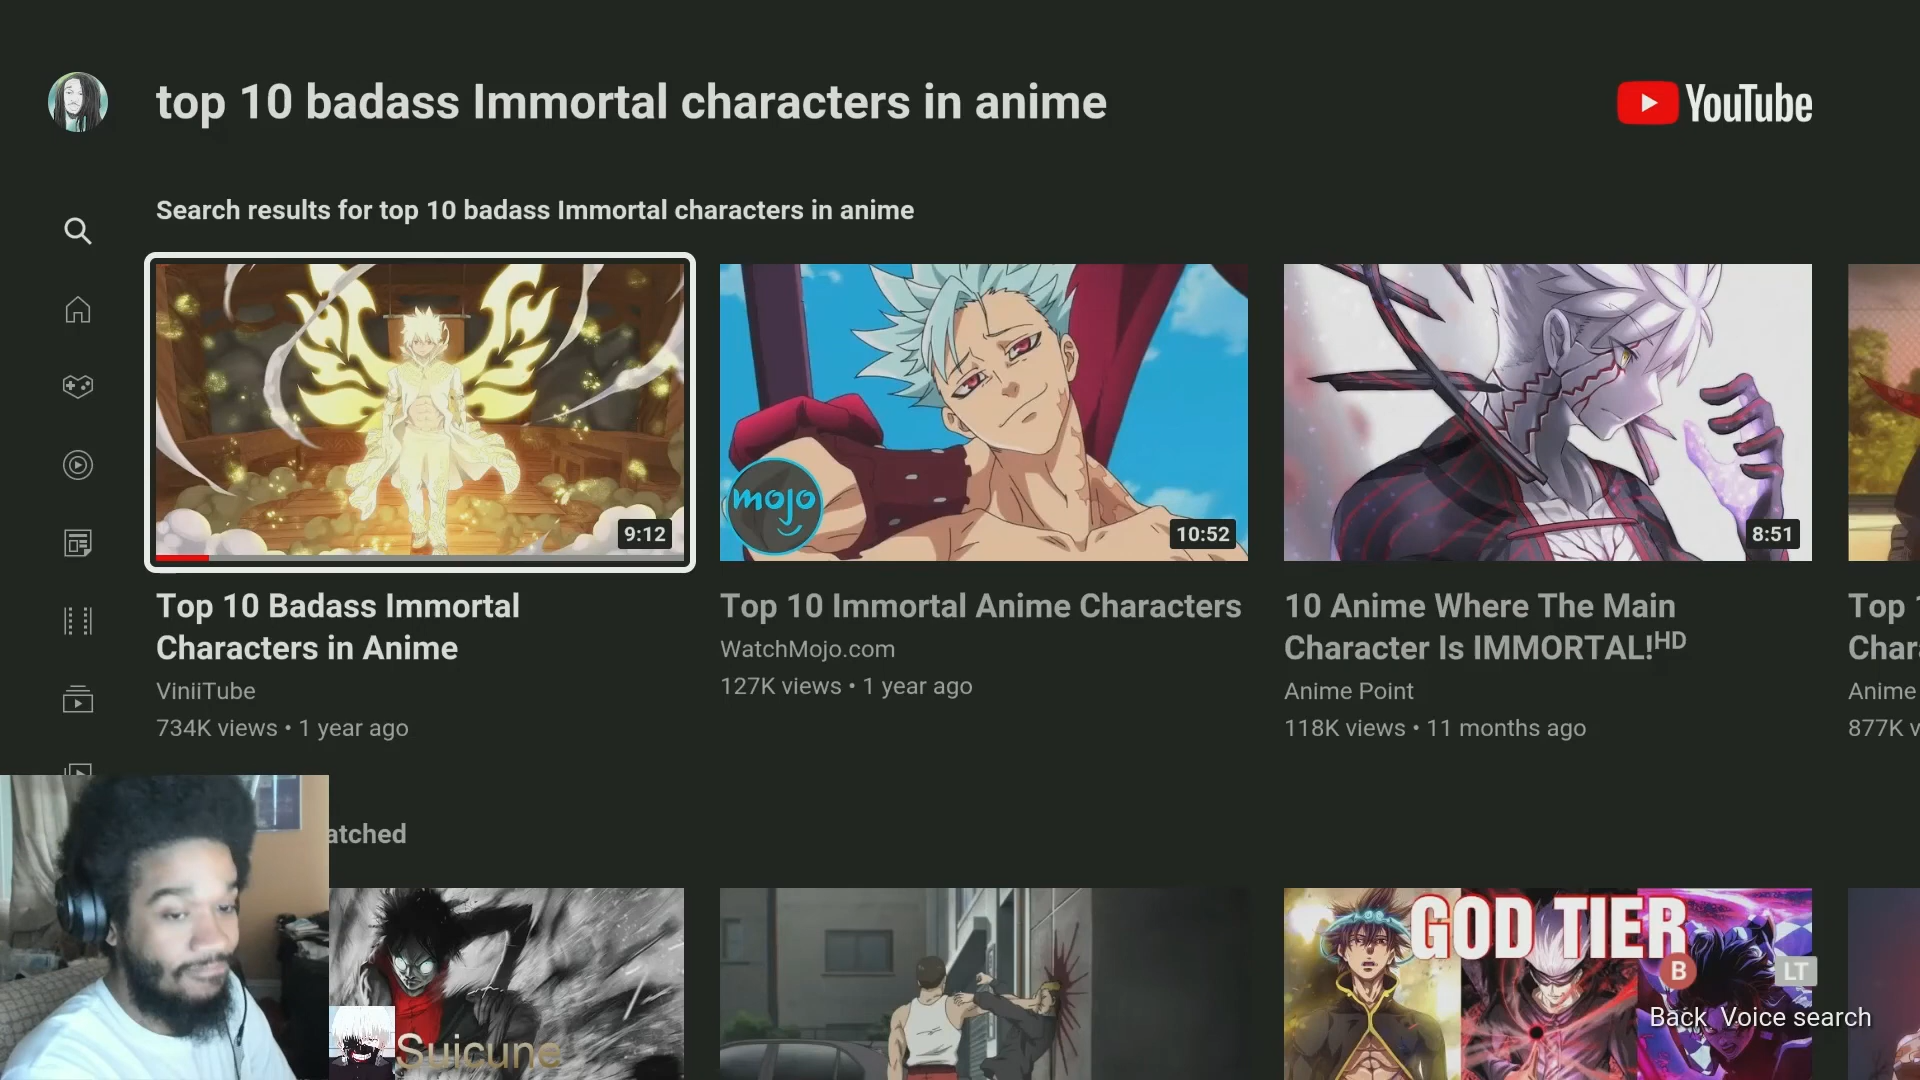 top 10 badass Immortal characters in anime
YouTube
Search results for top 10 badass Immortal characters in anime
9:12
mojo
10:52
8:51
Top 10 Badass Immortal
Characters in Anime
ViniiTube
734K views • 1 year ago
Top 10 Immortal Anime Characters
WatchMojo.com
127K views • 1 year ago
10 Anime Where The Main
Character Is IMMORTAL!HD
Anime Point
118K views • 11 months ago
Top
Char
Anime
877K v
atched
GOD TIER
B
LT
Back
Voice search
Suicune